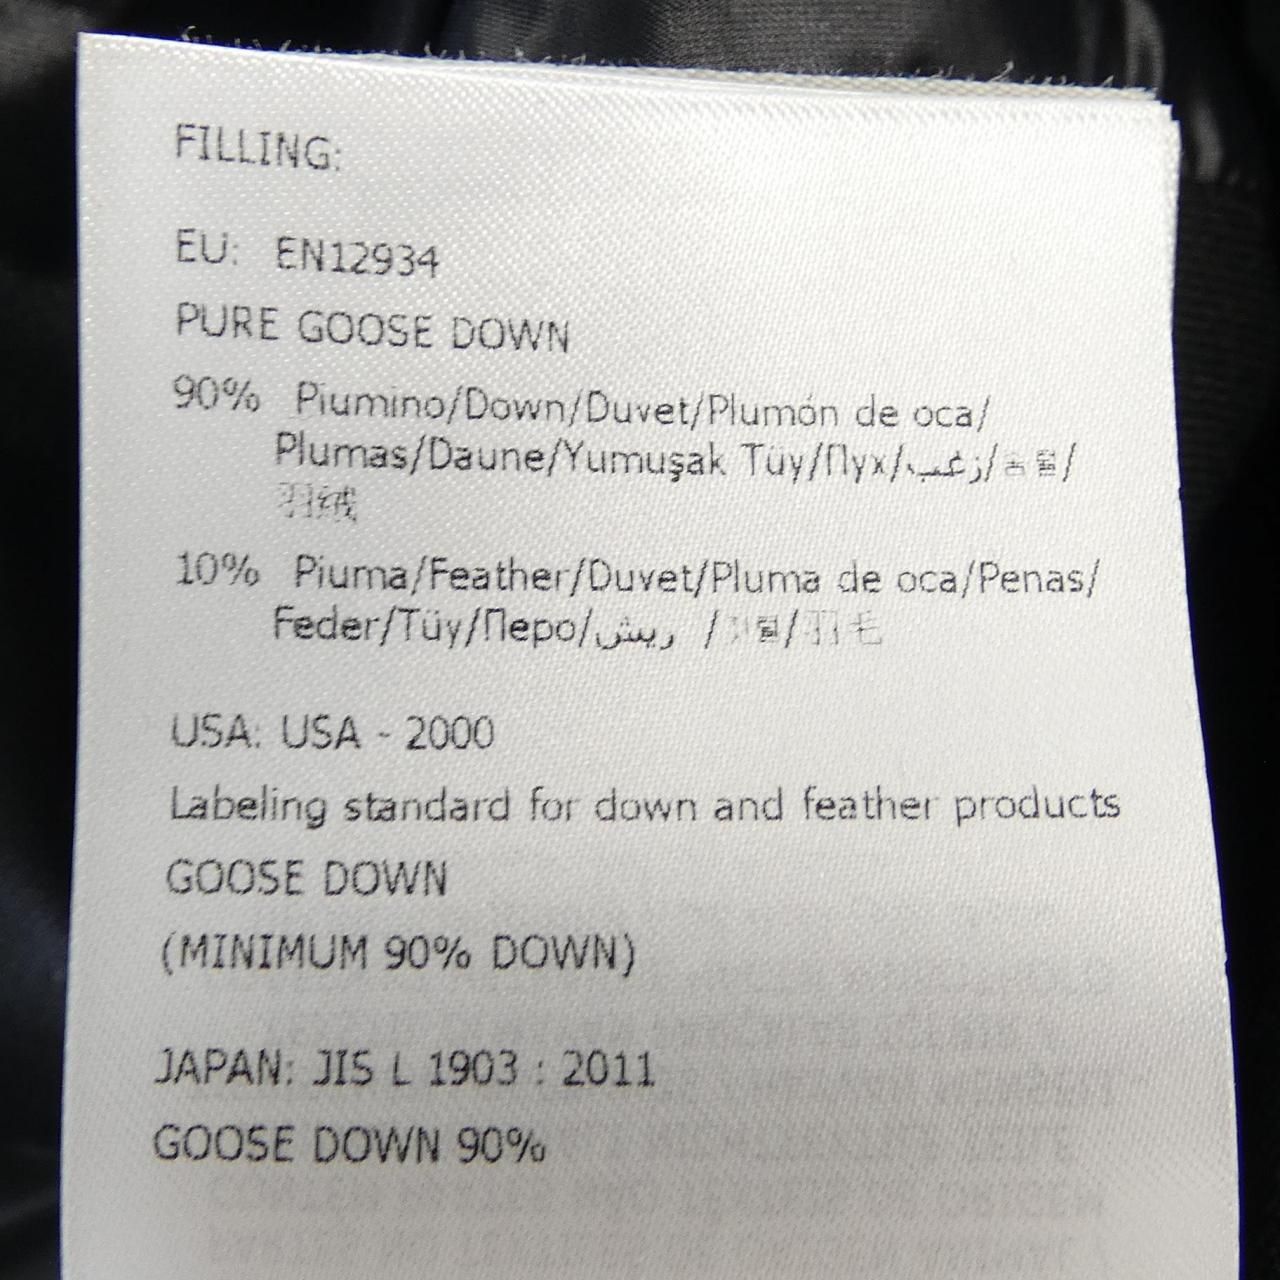 FILLING:
EU: EN12934
PURE GOOSE DOWN
90% Piumino/Down/Duvet/Plumón de oca/
Plumas/Daune/Yumuşak Tüy/Пух/زغب/
羽绒
10% Piuma/Feather/Duvet/Pluma de oca/Penas/
Feder/Tüy/Перо/ريش / /羽毛
USA: USA - 2000
Labeling standard for down and feather products
GOOSE DOWN
(MINIMUM 90% DOWN)
JAPAN: JIS L 1903 : 2011
GOOSE DOWN 90%